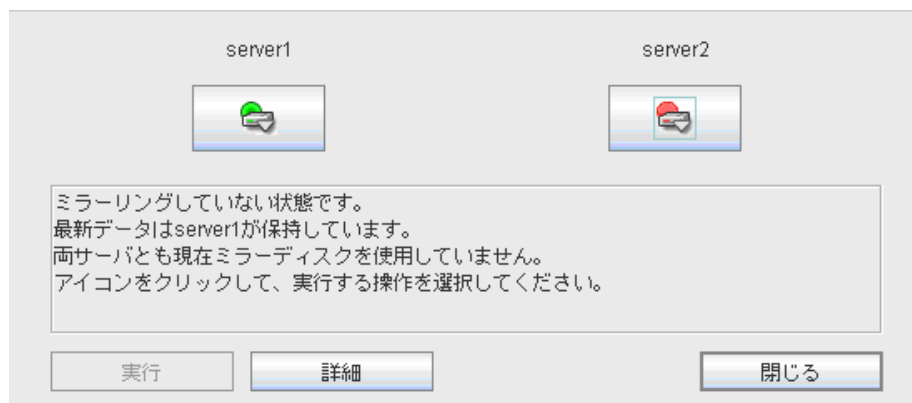 server1
server2
ミラーリングしていない状態です。
最新データはserver1が保持しています。
両サーバとも現在ミラーディスクを使用していません。
アイコンをクリックして、実行する操作を選択してください。
実行
詳細
閉じる